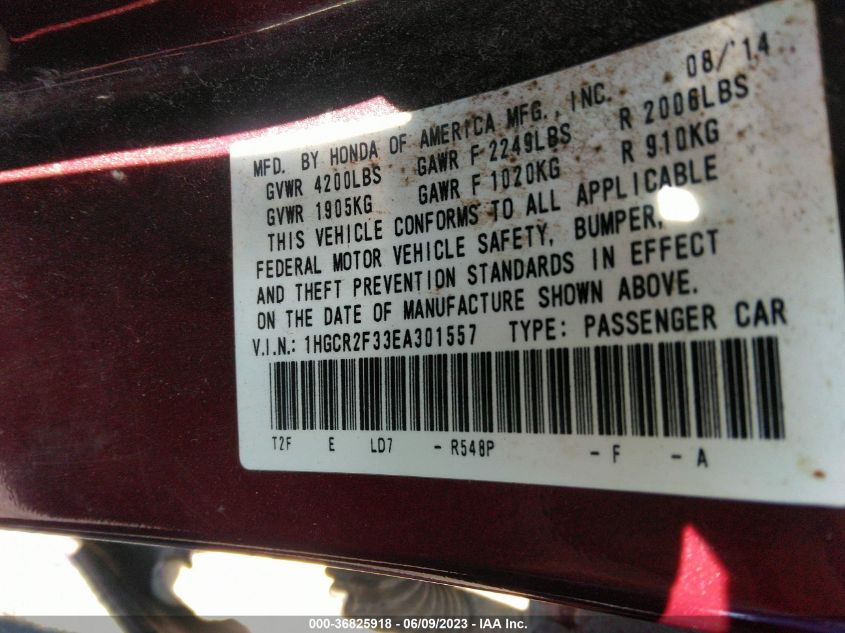 08/'14
MFD. BY HONDA OF AMERICA MFG., INC.
GVWR 4200LBS GAWR F 2249LBS R 2006LBS
GVWR 1905KG GAWR F 1020KG R 910KG
THIS VEHICLE CONFORMS TO ALL APPLICABLE
FEDERAL MOTOR VEHICLE SAFETY, BUMPER,
AND THEFT PREVENTION STANDARDS IN EFFECT
ON THE DATE OF MANUFACTURE SHOWN ABOVE.
V.I.N.: 1HGCR2F33EA301557 TYPE: PASSENGER CAR
T2F E LD7 - R548P - F - A
000-36825918 - 06/09/2023 - IAA Inc.